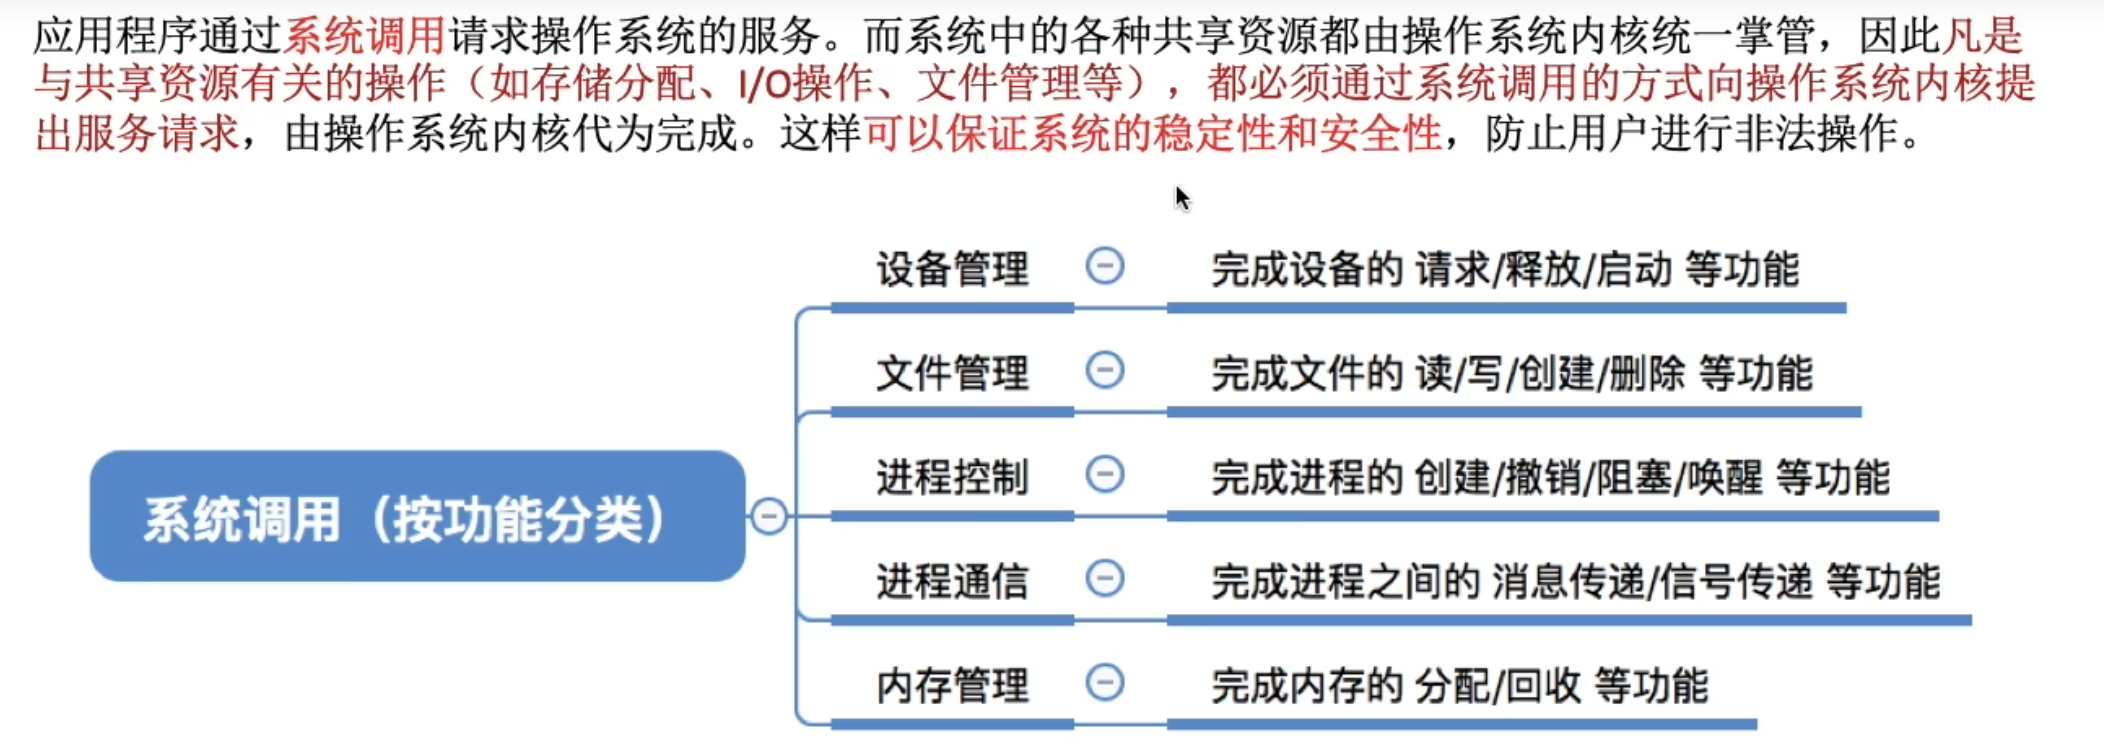 应用程序通过系统调用请求操作系统的服务。而系统中的各种共享资源都由操作系统内核统一掌管，因此凡是
与共享资源有关的操作（如存储分配、I/O操作、文件管理等），都必须通过系统调用的方式向操作系统内核提
出服务请求，由操作系统内核代为完成。这样可以保证系统的稳定性和安全性，防止用户进行非法操作。
系统调用（按功能分类）
设备管理 完成设备的 请求/释放/启动 等功能
文件管理 完成文件的 读/写/创建/删除 等功能
进程控制 完成进程的 创建/撤销/阻塞/唤醒 等功能
进程通信 完成进程之间的 消息传递/信号传递 等功能
内存管理 完成内存的 分配/回收 等功能